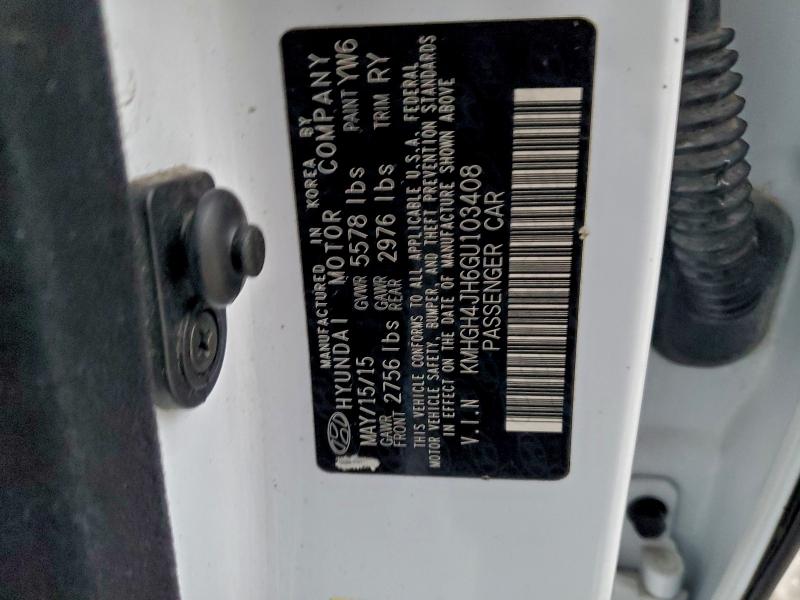 MANUFACTURED IN KOREA BY
HYUNDAI MOTOR COMPANY
MAY/15/15 GVWR 5578 lbs PAINT YW6
GAWR FRONT 2756 lbs GAWR REAR 2976 lbs TRIM RY
THIS VEHICLE CONFORMS TO ALL APPLICABLE U.S.A. FEDERAL
MOTOR VEHICLE SAFETY, BUMPER, AND THEFT PREVENTION STANDARDS
IN EFFECT ON THE DATE OF MANUFACTURE SHOWN ABOVE
V.I.N KMHGH4JH6GU103408
PASSENGER CAR